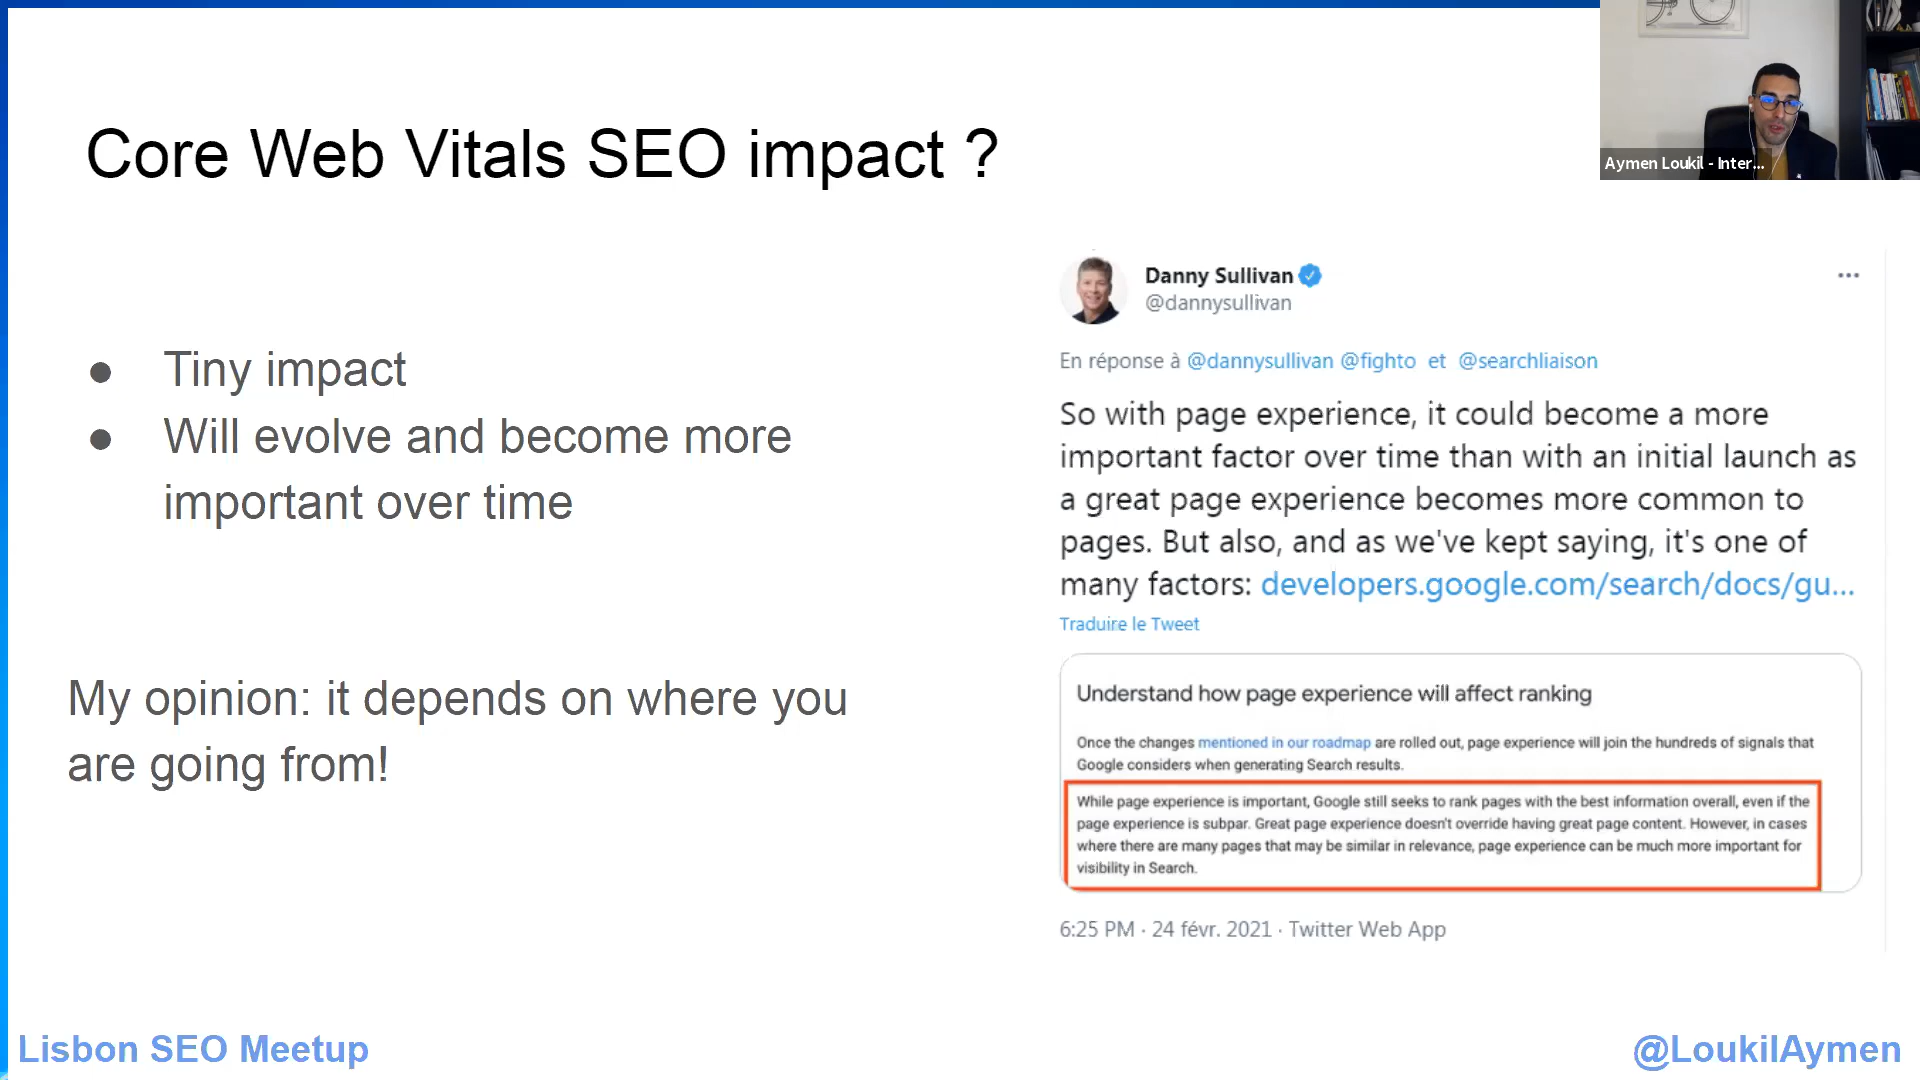 Core Web Vitals SEO impact ?
● Tiny impact
● Will evolve and become more
important over time
My opinion: it depends on where you
are going from!
Aymen Loukil - Inter...
Danny Sullivan
@dannysullivan
En réponse à @dannysullivan @fighto et @searchliaison
So with page experience, it could become a more
important factor over time than with an initial launch as
a great page experience becomes more common to
pages. But also, and as we've kept saying, it's one of
many factors: developers.google.com/search/docs/gu...
Traduire le Tweet
Understand how page experience will affect ranking
Once the changes mentioned in our roadmap are rolled out, page experience will join the hundreds of signals that
Google considers when generating Search results.
While page experience is important, Google still seeks to rank pages with the best information overall, even if the
page experience is subpar. Great page experience doesn't override having great page content. However, in cases
where there are many pages that may be similar in relevance, page experience can be much more important for
visibility in Search.
6:25 PM · 24 févr. 2021 · Twitter Web App
Lisbon SEO Meetup
@LoukilAymen